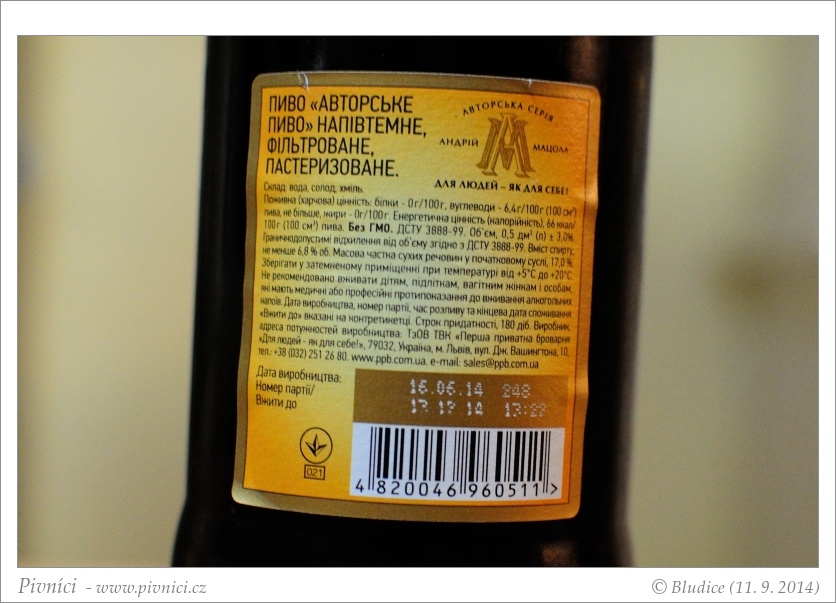 ПИВО «АВТОРСЬКЕ
ПИВО» НАПІВТЕМНЕ,
ФІЛЬТРОВАНЕ,
ПАСТЕРИЗОВАНЕ.
· АВТОРСЬКА СЕРІЯ ·
АНДРІЙ МАЦОЛА
ДЛЯ ЛЮДЕЙ – ЯК ДЛЯ СЕБЕ!
Склад: вода, солод, хміль.
Поживна (харчова) цінність: білки - 0г/100г, вуглеводи - 6,4г/100г (100 см³)
пива, не більше, жири - 0г/100г. Енергетична цінність (калорійність), 66 ккал/
100г (100 см³) пива. Без ГМО. ДСТУ 3888-99. Об'єм, 0,5 дм³ (л) ± 3,0%.
Граничнодопустимі відхилення від об'єму згідно з ДСТУ 3888-99. Вміст спирту,
не менше 6,8 % об. Масова частка сухих речовин у початковому суслі, 17,0 %.
Зберігати у затемненому приміщенні при температурі від +5°С до +20°С.
Не рекомендовано вживати дітям, підліткам, вагітним жінкам і особам,
які мають медичні або професійні протипоказання до вживання алкогольних
напоїв. Дата виробництва, номер партії, час розливу та кінцева дата споживання
«Вжити до» вказані на контретикетці. Строк придатності, 180 діб. Виробник,
адреса потужностей виробництва: ТзОВ ТВК «Перша приватна броварня
«Для людей - як для себе!», 79032, Україна, м. Львів, вул. Дж. Вашингтона, 10,
тел.: +38 (032) 251 26 80. www.ppb.com.ua, e-mail: sales@ppb.com.ua
Дата виробництва:
Номер партії/
Вжити до
16.06.14 248
13 12 14 13:22
021
4 820046 960511 >
Pivníci - www.pivnici.cz
© Bludice (11. 9. 2014)